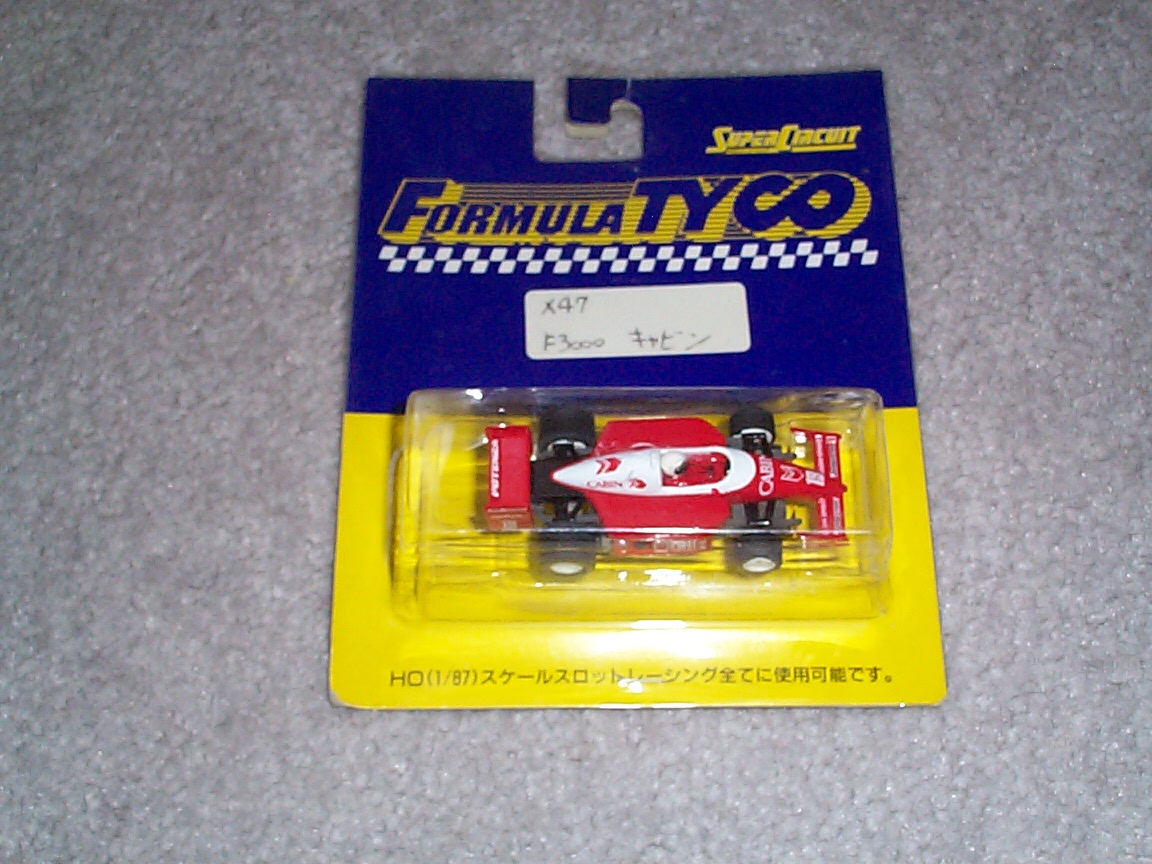 SUPER CIRCUIT
FORMULA TYCO
X47
F3000 キャビン
POTENZA
CABIN
CABIN
HO(1/87)スケールスロットレーシング全てに使用可能です。